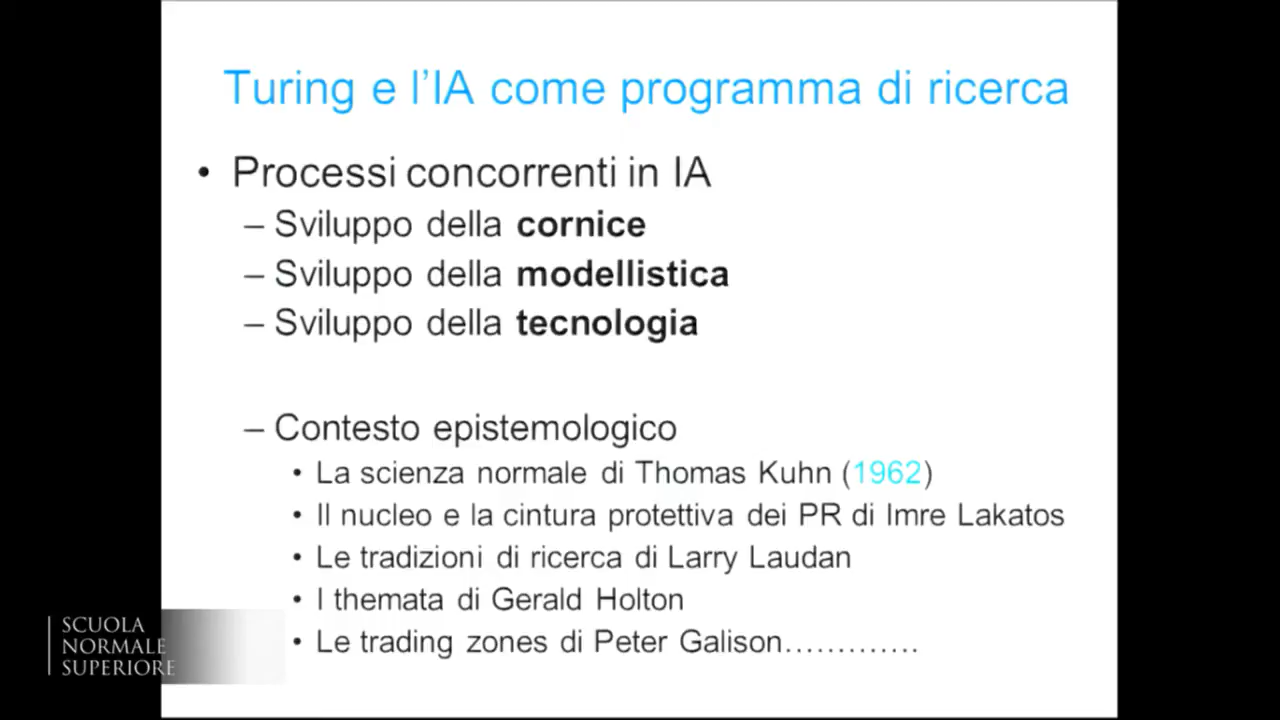 Turing e l'IA come programma di ricerca
• Processi concorrenti in IA
– Sviluppo della cornice
– Sviluppo della modellistica
– Sviluppo della tecnologia
– Contesto epistemologico
• La scienza normale di Thomas Kuhn (1962)
• Il nucleo e la cintura protettiva dei PR di Imre Lakatos
• Le tradizioni di ricerca di Larry Laudan
• I themata di Gerald Holton
• Le trading zones di Peter Galison.............
SCUOLA
NORMALE
SUPERIORE